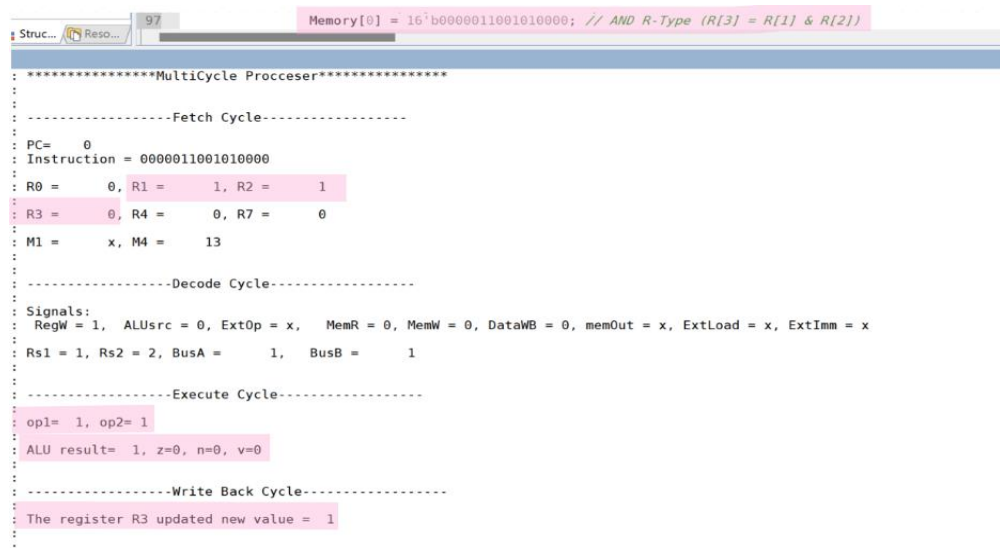 97 Memory[0] = 16'b0000011001010000; // AND R-Type (R[3] = R[1] & R[2])
Struc... Reso...
: ****************MultiCycle Procceser****************
:
:
: ------------------Fetch Cycle------------------
:
: PC= 0
: Instruction = 0000011001010000
:
: R0 = 0, R1 = 1, R2 = 1
:
: R3 = 0, R4 = 0, R7 = 0
:
: M1 = x, M4 = 13
:
:
: ------------------Decode Cycle------------------
:
: Signals:
: RegW = 1, ALUsrc = 0, ExtOp = x, MemR = 0, MemW = 0, DataWB = 0, memOut = x, ExtLoad = x, ExtImm = x
:
: Rs1 = 1, Rs2 = 2, BusA = 1, BusB = 1
:
:
: ------------------Execute Cycle------------------
:
: op1= 1, op2= 1
:
: ALU result= 1, z=0, n=0, v=0
:
:
: ------------------Write Back Cycle------------------
:
: The register R3 updated new value = 1
: